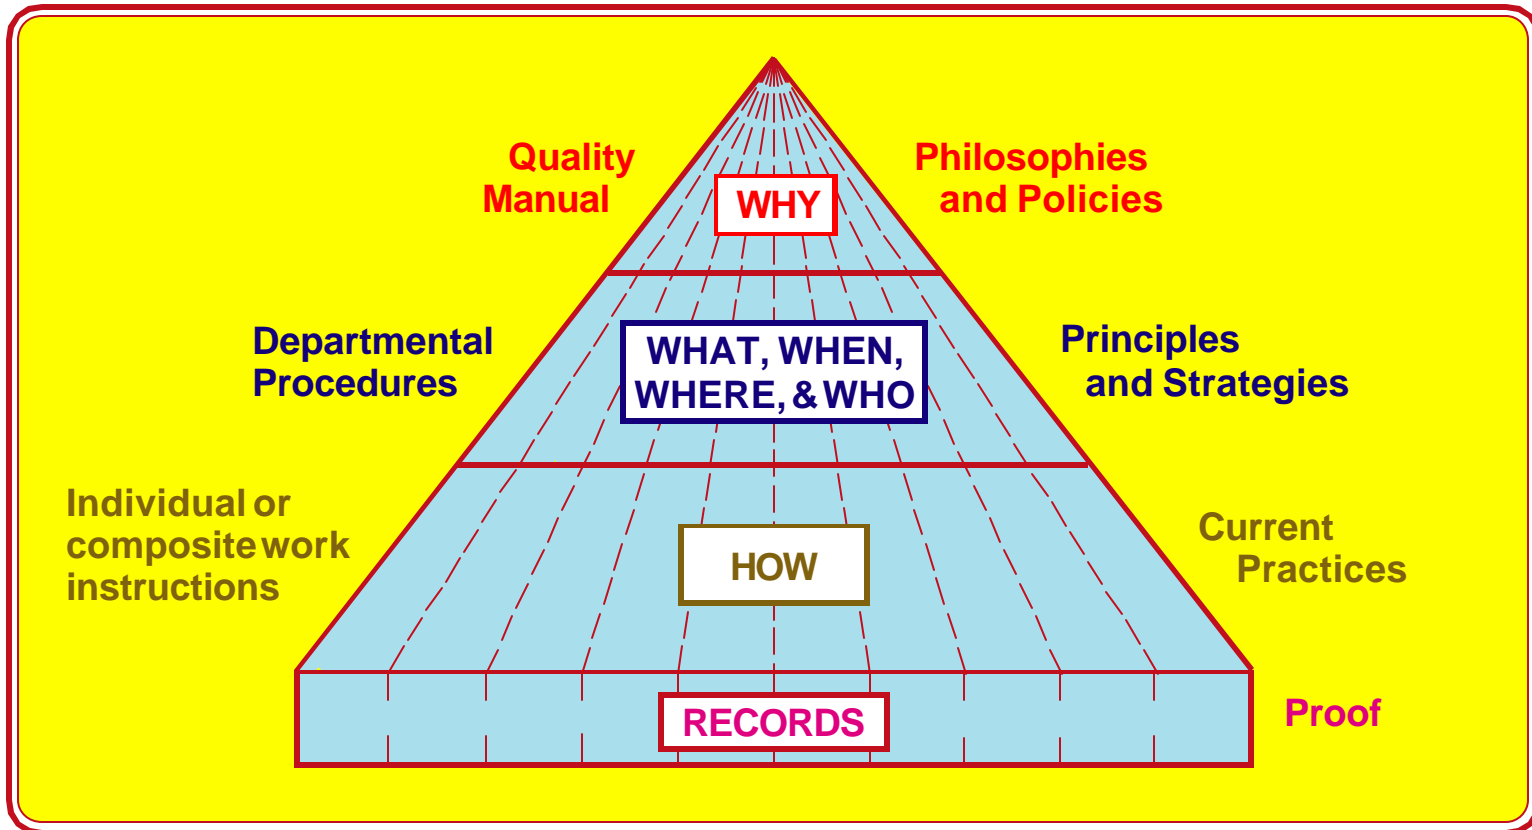 Quality
Manual
WHY
Philosophies
and Policies
Departmental
Procedures
WHAT, WHEN,
WHERE, & WHO
Principles
and Strategies
Individual or
composite work
instructions
HOW
Current
Practices
RECORDS
Proof